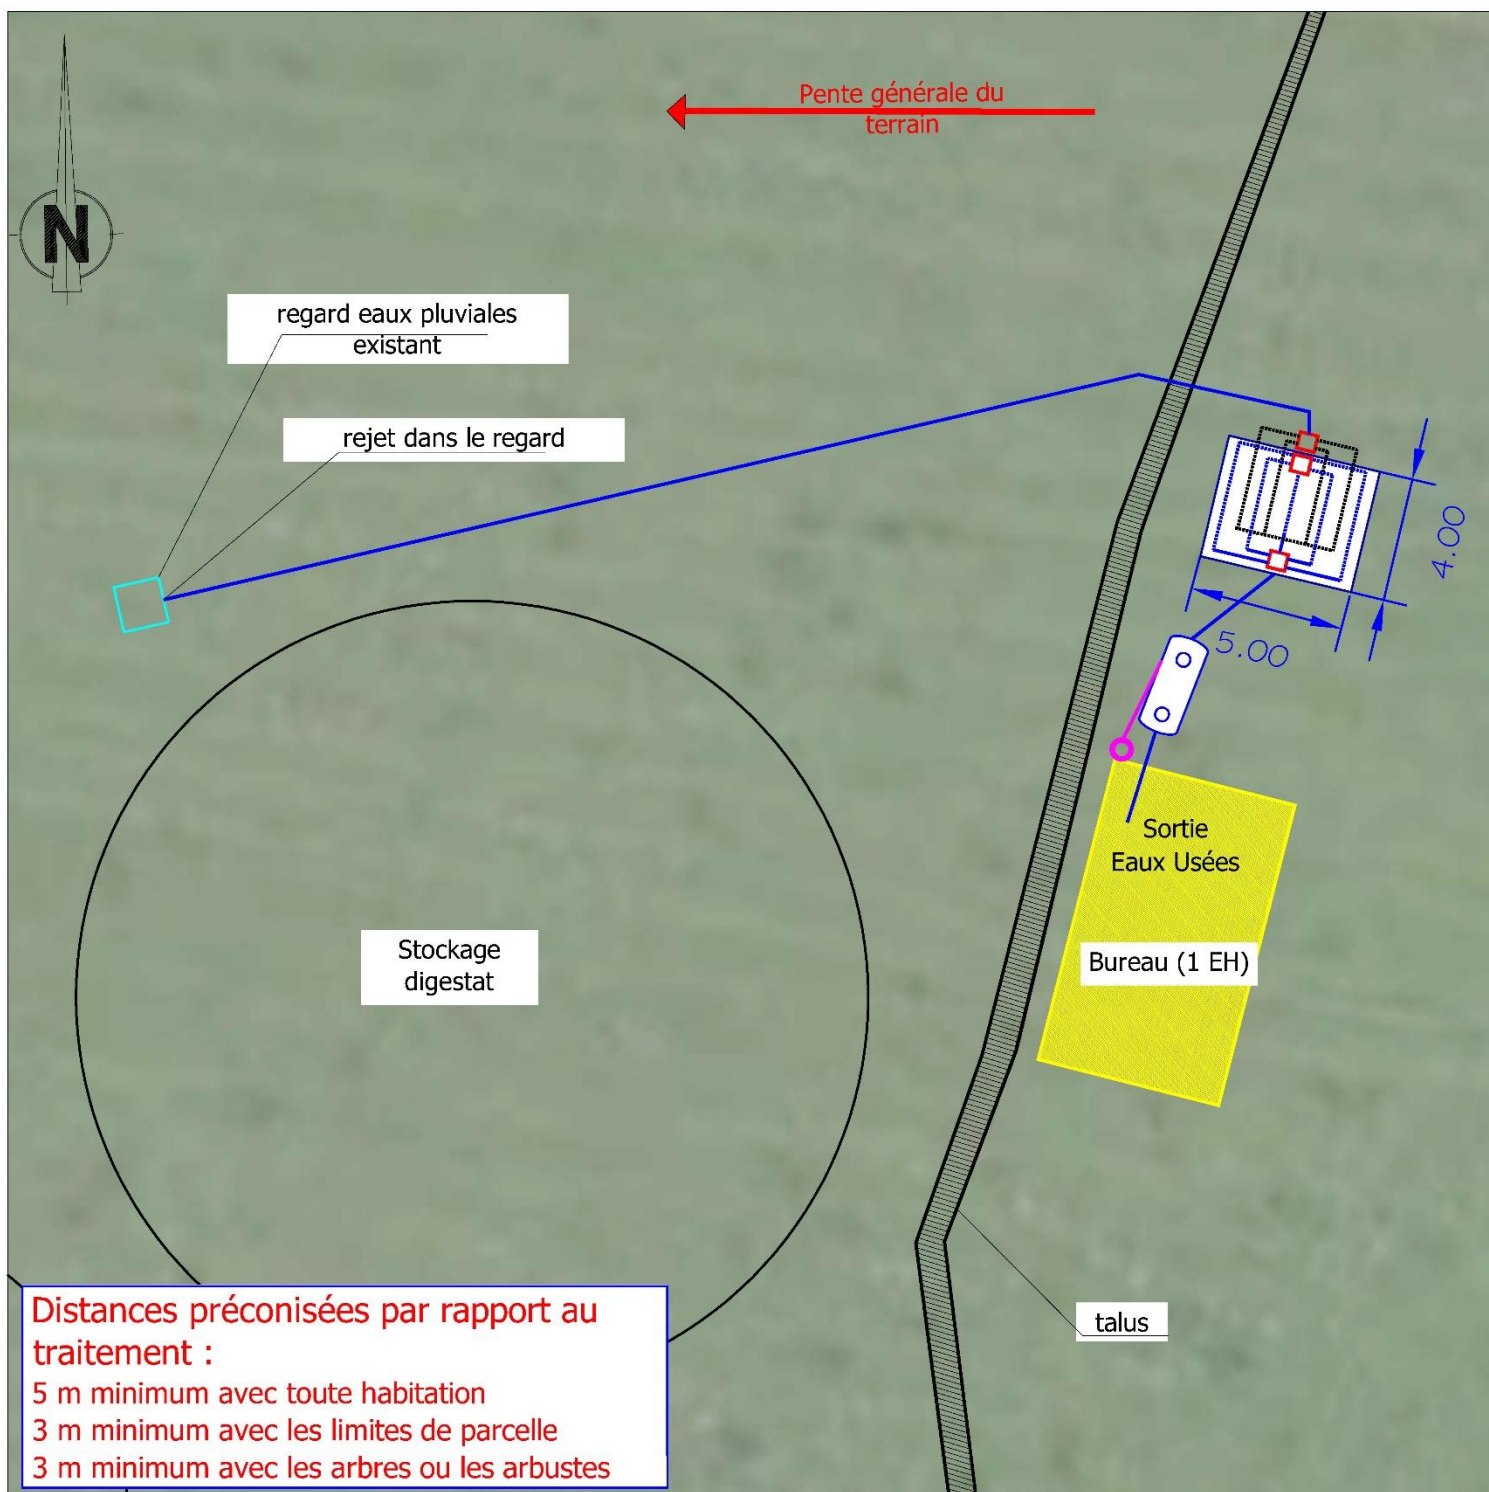 Pente générale du
terrain
N
regard eaux pluviales
existant
rejet dans le regard
4.00
5.00
Sortie
Eaux Usées
Stockage
digestat
Bureau (1 EH)
talus
Distances préconisées par rapport au
traitement :
5 m minimum avec toute habitation
3 m minimum avec les limites de parcelle
3 m minimum avec les arbres ou les arbustes